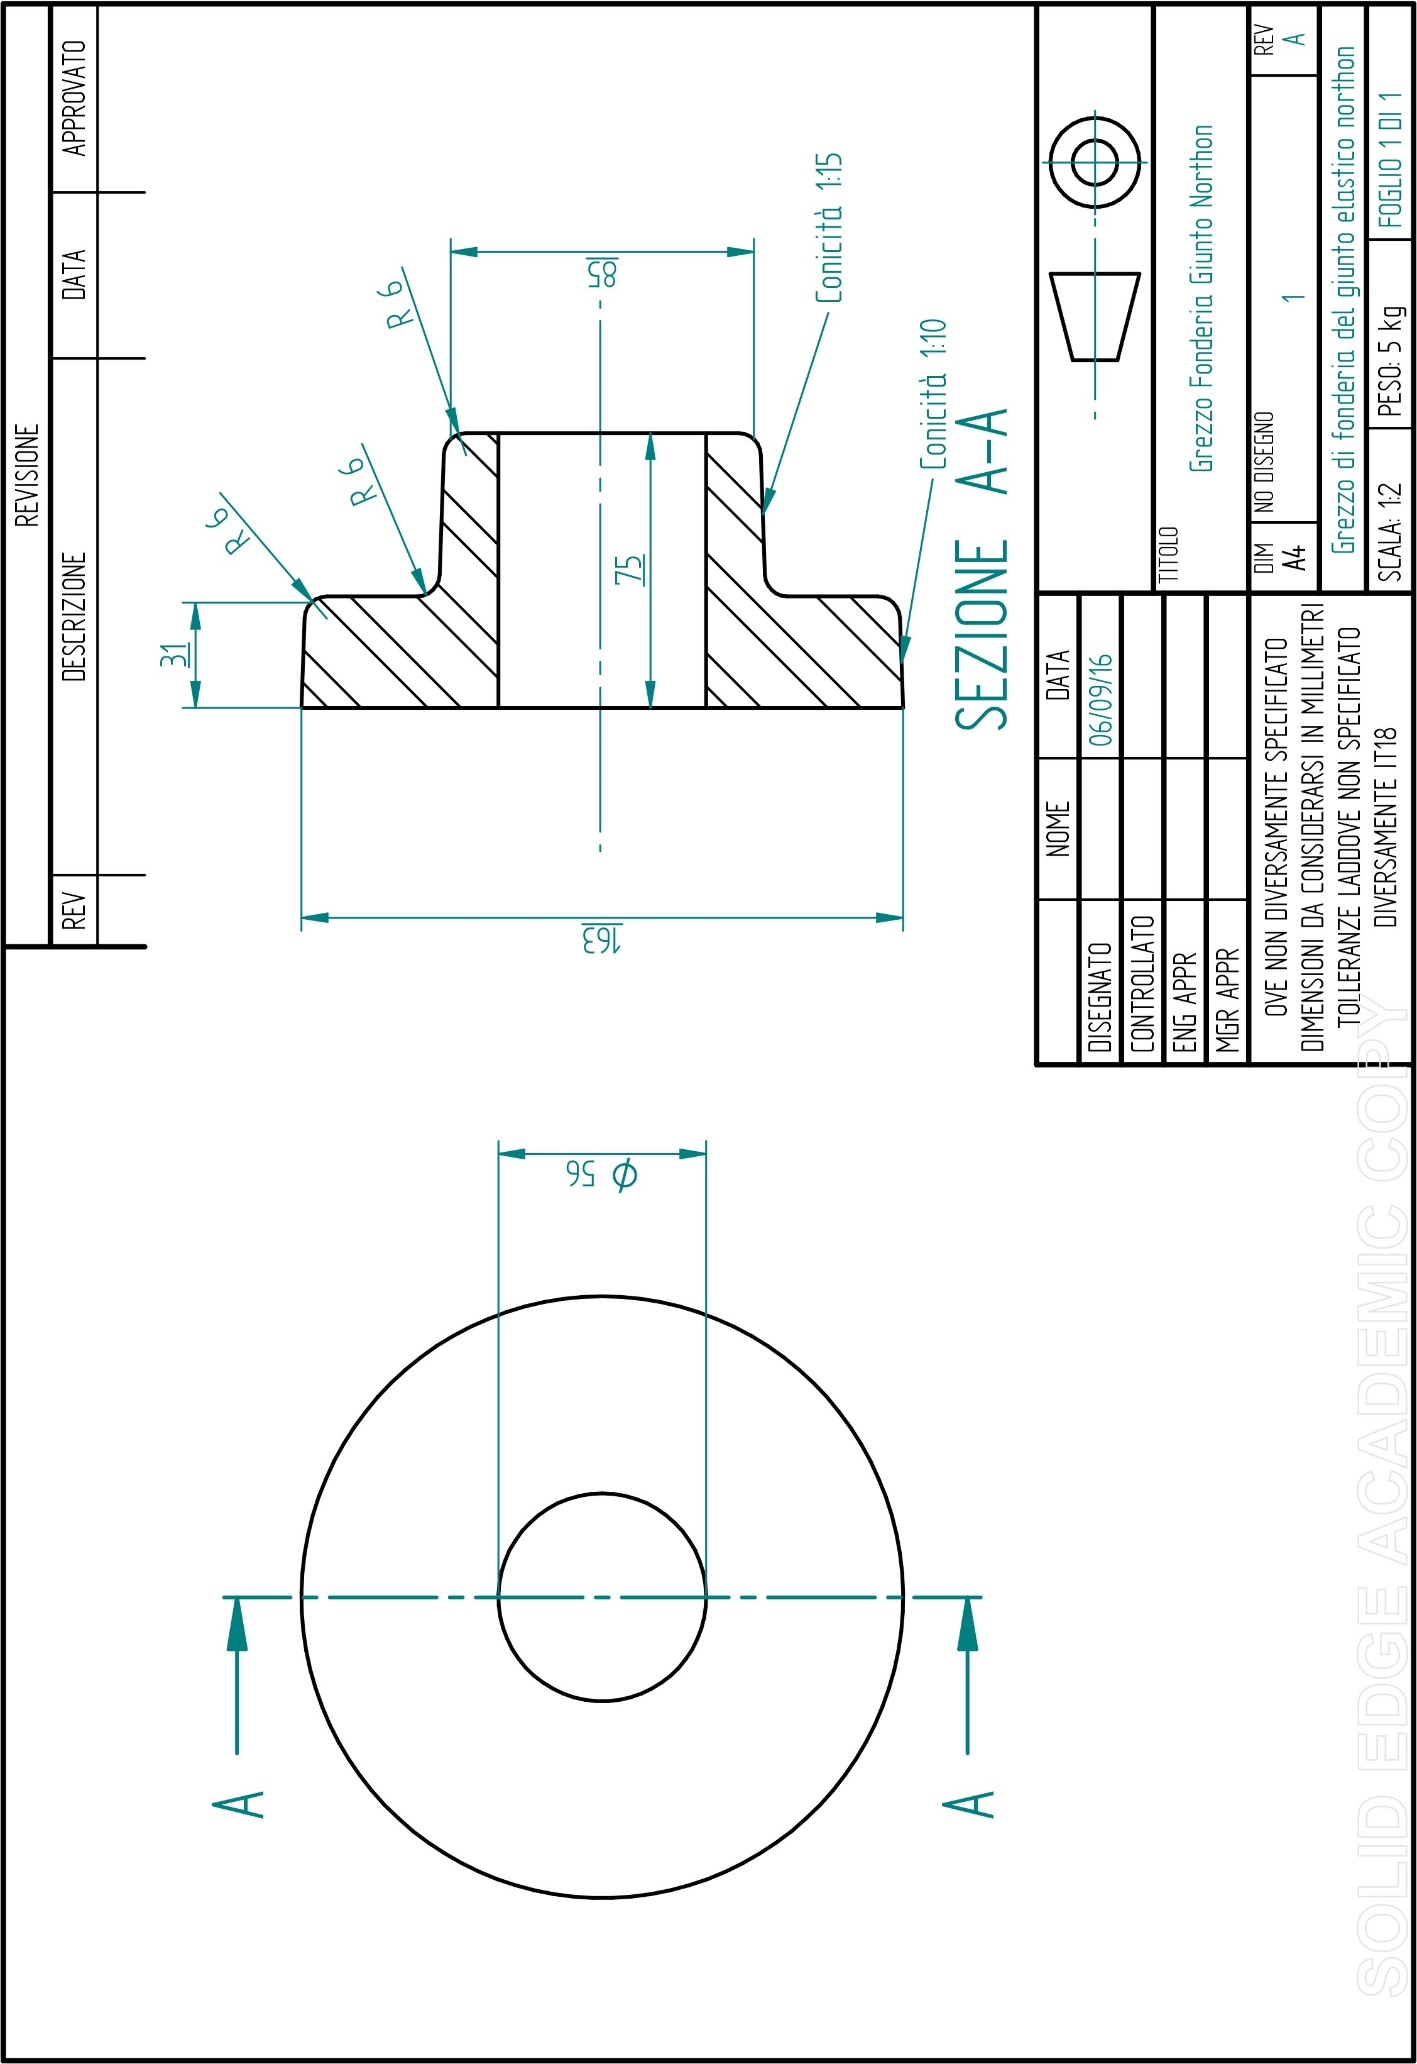 REVISIONE
REV
DESCRIZIONE
DATA
APPROVATO
31
R 6
R 6
R 6
163
75
85
Conicità 1:15
Conicità 1:10
SEZIONE A-A
A
A
Φ 56
NOME
DATA
DISEGNATO
06/09/16
CONTROLLATO
ENG APPR
MGR APPR
OVE NON DIVERSAMENTE SPECIFICATO
DIMENSIONI DA CONSIDERARSI IN MILLIMETRI
TOLLERANZE LADDOVE NON SPECIFICATO
DIVERSAMENTE IT18
TITOLO
Grezzo Fonderia Giunto Northon
DIM
A4
NO DISEGNO
1
REV
A
Grezzo di fonderia del giunto elastico northon
SCALA: 1:2
PESO: 5 kg
FOGLIO 1 DI 1
SOLID EDGE ACADEMIC COPY